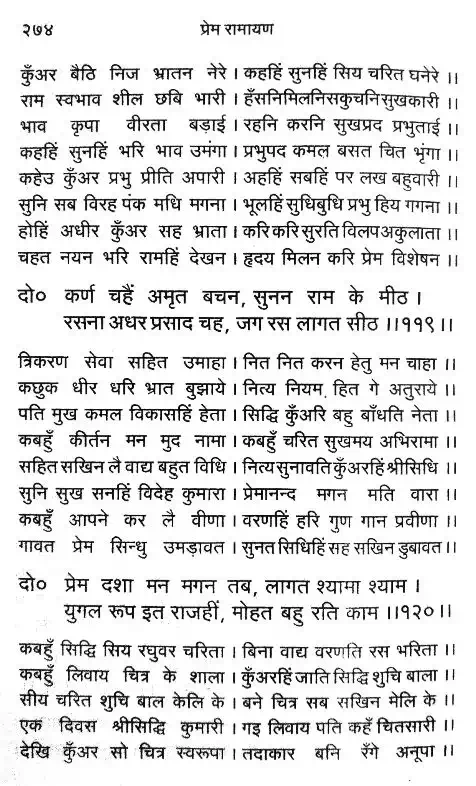 २७४ प्रेम रामायण
कुँअर बैठि निज भ्रातन नेरे । कहहिं सुनहिं सिय चरित घनेरे ।।
राम स्वभाव शील छबि भारी । हँसनिमिलनिसकुचनिसुखकारी ।।
भाव कृपा वीरता बड़ाई । रहनि करनि सुखप्रद प्रभुताई ।।
कहहिं सुनहिं भरि भाव उमंगा । प्रभुपद कमल बसत चित भृंगा ।।
कहेउ कुँअर प्रभु प्रीति अपारी । अहहिं सबहिं पर लख बहुवारी ।।
सुनि सब विरह पंक मधि मगना । भूलहिं सुधिबुधि प्रभु हिय गगना ।।
होहिं अधीर कुँअर सह भ्राता । करि करि सुरति विलप अकुलाता ।।
चहत नयन भरि रामहिं देखन । हृदय मिलन करि प्रेम विशेषन ।।
दो० कर्ण चहैं अमृत बचन, सुनन राम के मीठ ।
रसना अधर प्रसाद चह, जग रस लागत सीठ ।।११९।।
त्रिकरण सेवा सहित उमाहा । नित नित करन हेतु मन चाहा ।।
कछुक धीर धरि भ्रात बुझाये । नित्य नियम हित गे अतुराये ।।
पति मुख कमल विकासहिं हेता । सिद्धि कुँअरि बहु बाँधति नेता ।।
कबहुँ कीर्तन मन मुद नामा । कबहुँ चरित सुखमय अभिरामा ।।
सहित सखिन लै वाद्य बहुत विधि । नित्य सुनावति कुँअरहिं श्रीसिधि ।।
सुनि सुख सनहिं विदेह कुमारा । प्रेमानन्द मगन मति वारा ।।
कबहुँ आपने कर लै वीणा । वरणहिं हरि गुण गान प्रवीणा ।।
गावत प्रेम सिन्धु उमड़ावत । सुनत सिधिहिं सह सखिन डुबावत ।।
दो० प्रेम दशा मन मगन तब, लागत श्यामा श्याम ।
युगल रूप इत राजहीं, मोहत बहु रति काम ।।१२०।।
कबहुँ सिद्धि सिय रघुवर चरिता । बिना वाद्य वरणति रस भरिता ।।
कबहुँ लिवाय चित्र के शाला । कुँअरहिं जाति सिद्धि शुचि बाला ।।
सीय चरित शुचि बाल केलि के । बने चित्र सब सखिन मेलि के ।।
एक दिवस श्रीसिद्धि कुमारी । गइ लिवाय पति कहँ चितसारी ।।
देखि कुँअर सो चित्र स्वरूपा । तदाकार बनि रँगे अनूपा ।।